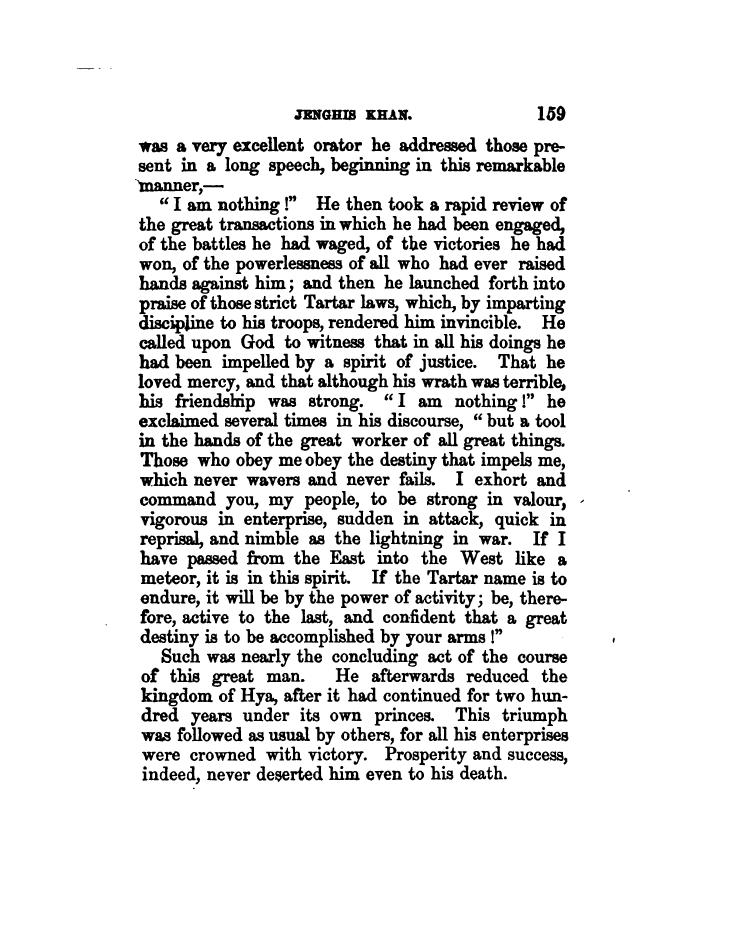 JENGHIS KHAN. 159
was a very excellent orator he addressed those pre-
sent in a long speech, beginning in this remarkable
manner,—
“ I am nothing !” He then took a rapid review of
the great transactions in which he had been engaged,
of the battles he had waged, of the victories he had
won, of the powerlessness of all who had ever raised
hands against him ; and then he launched forth into
praise of those strict Tartar laws, which, by imparting
discipline to his troops, rendered him invincible. He
called upon God to witness that in all his doings he
had been impelled by a spirit of justice. That he
loved mercy, and that although his wrath was terrible,
his friendship was strong. “ I am nothing !” he
exclaimed several times in his discourse, “ but a tool
in the hands of the great worker of all great things.
Those who obey me obey the destiny that impels me,
which never wavers and never fails. I exhort and
command you, my people, to be strong in valour,
vigorous in enterprise, sudden in attack, quick in
reprisal, and nimble as the lightning in war. If I
have passed from the East into the West like a
meteor, it is in this spirit. If the Tartar name is to
endure, it will be by the power of activity ; be, there-
fore, active to the last, and confident that a great
destiny is to be accomplished by your arms !”
Such was nearly the concluding act of the course
of this great man. He afterwards reduced the
kingdom of Hya, after it had continued for two hun-
dred years under its own princes. This triumph
was followed as usual by others, for all his enterprises
were crowned with victory. Prosperity and success,
indeed, never deserted him even to his death.